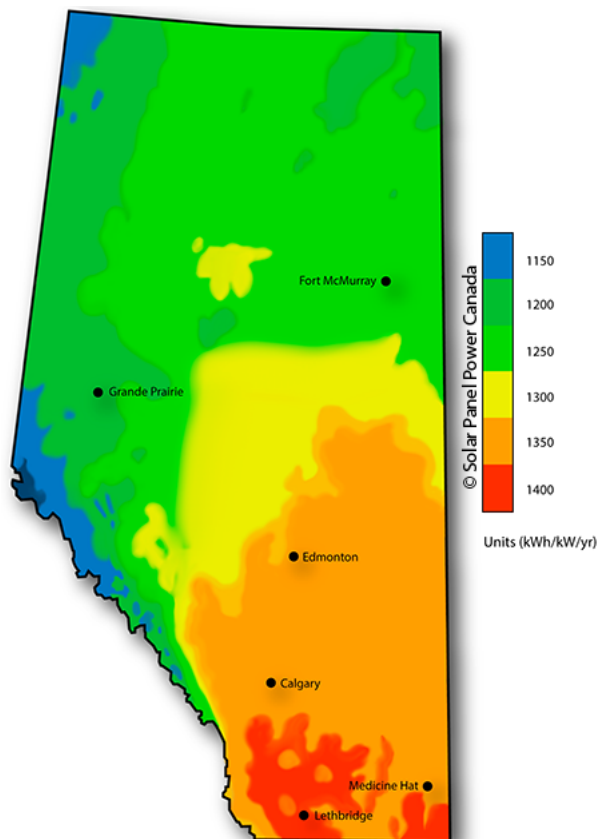 Fort McMurray
Grande Prairie
Edmonton
Calgary
Medicine Hat
Lethbridge
© Solar Panel Power Canada
1150
1200
1250
1300
1350
1400
Units (kWh/kW/yr)